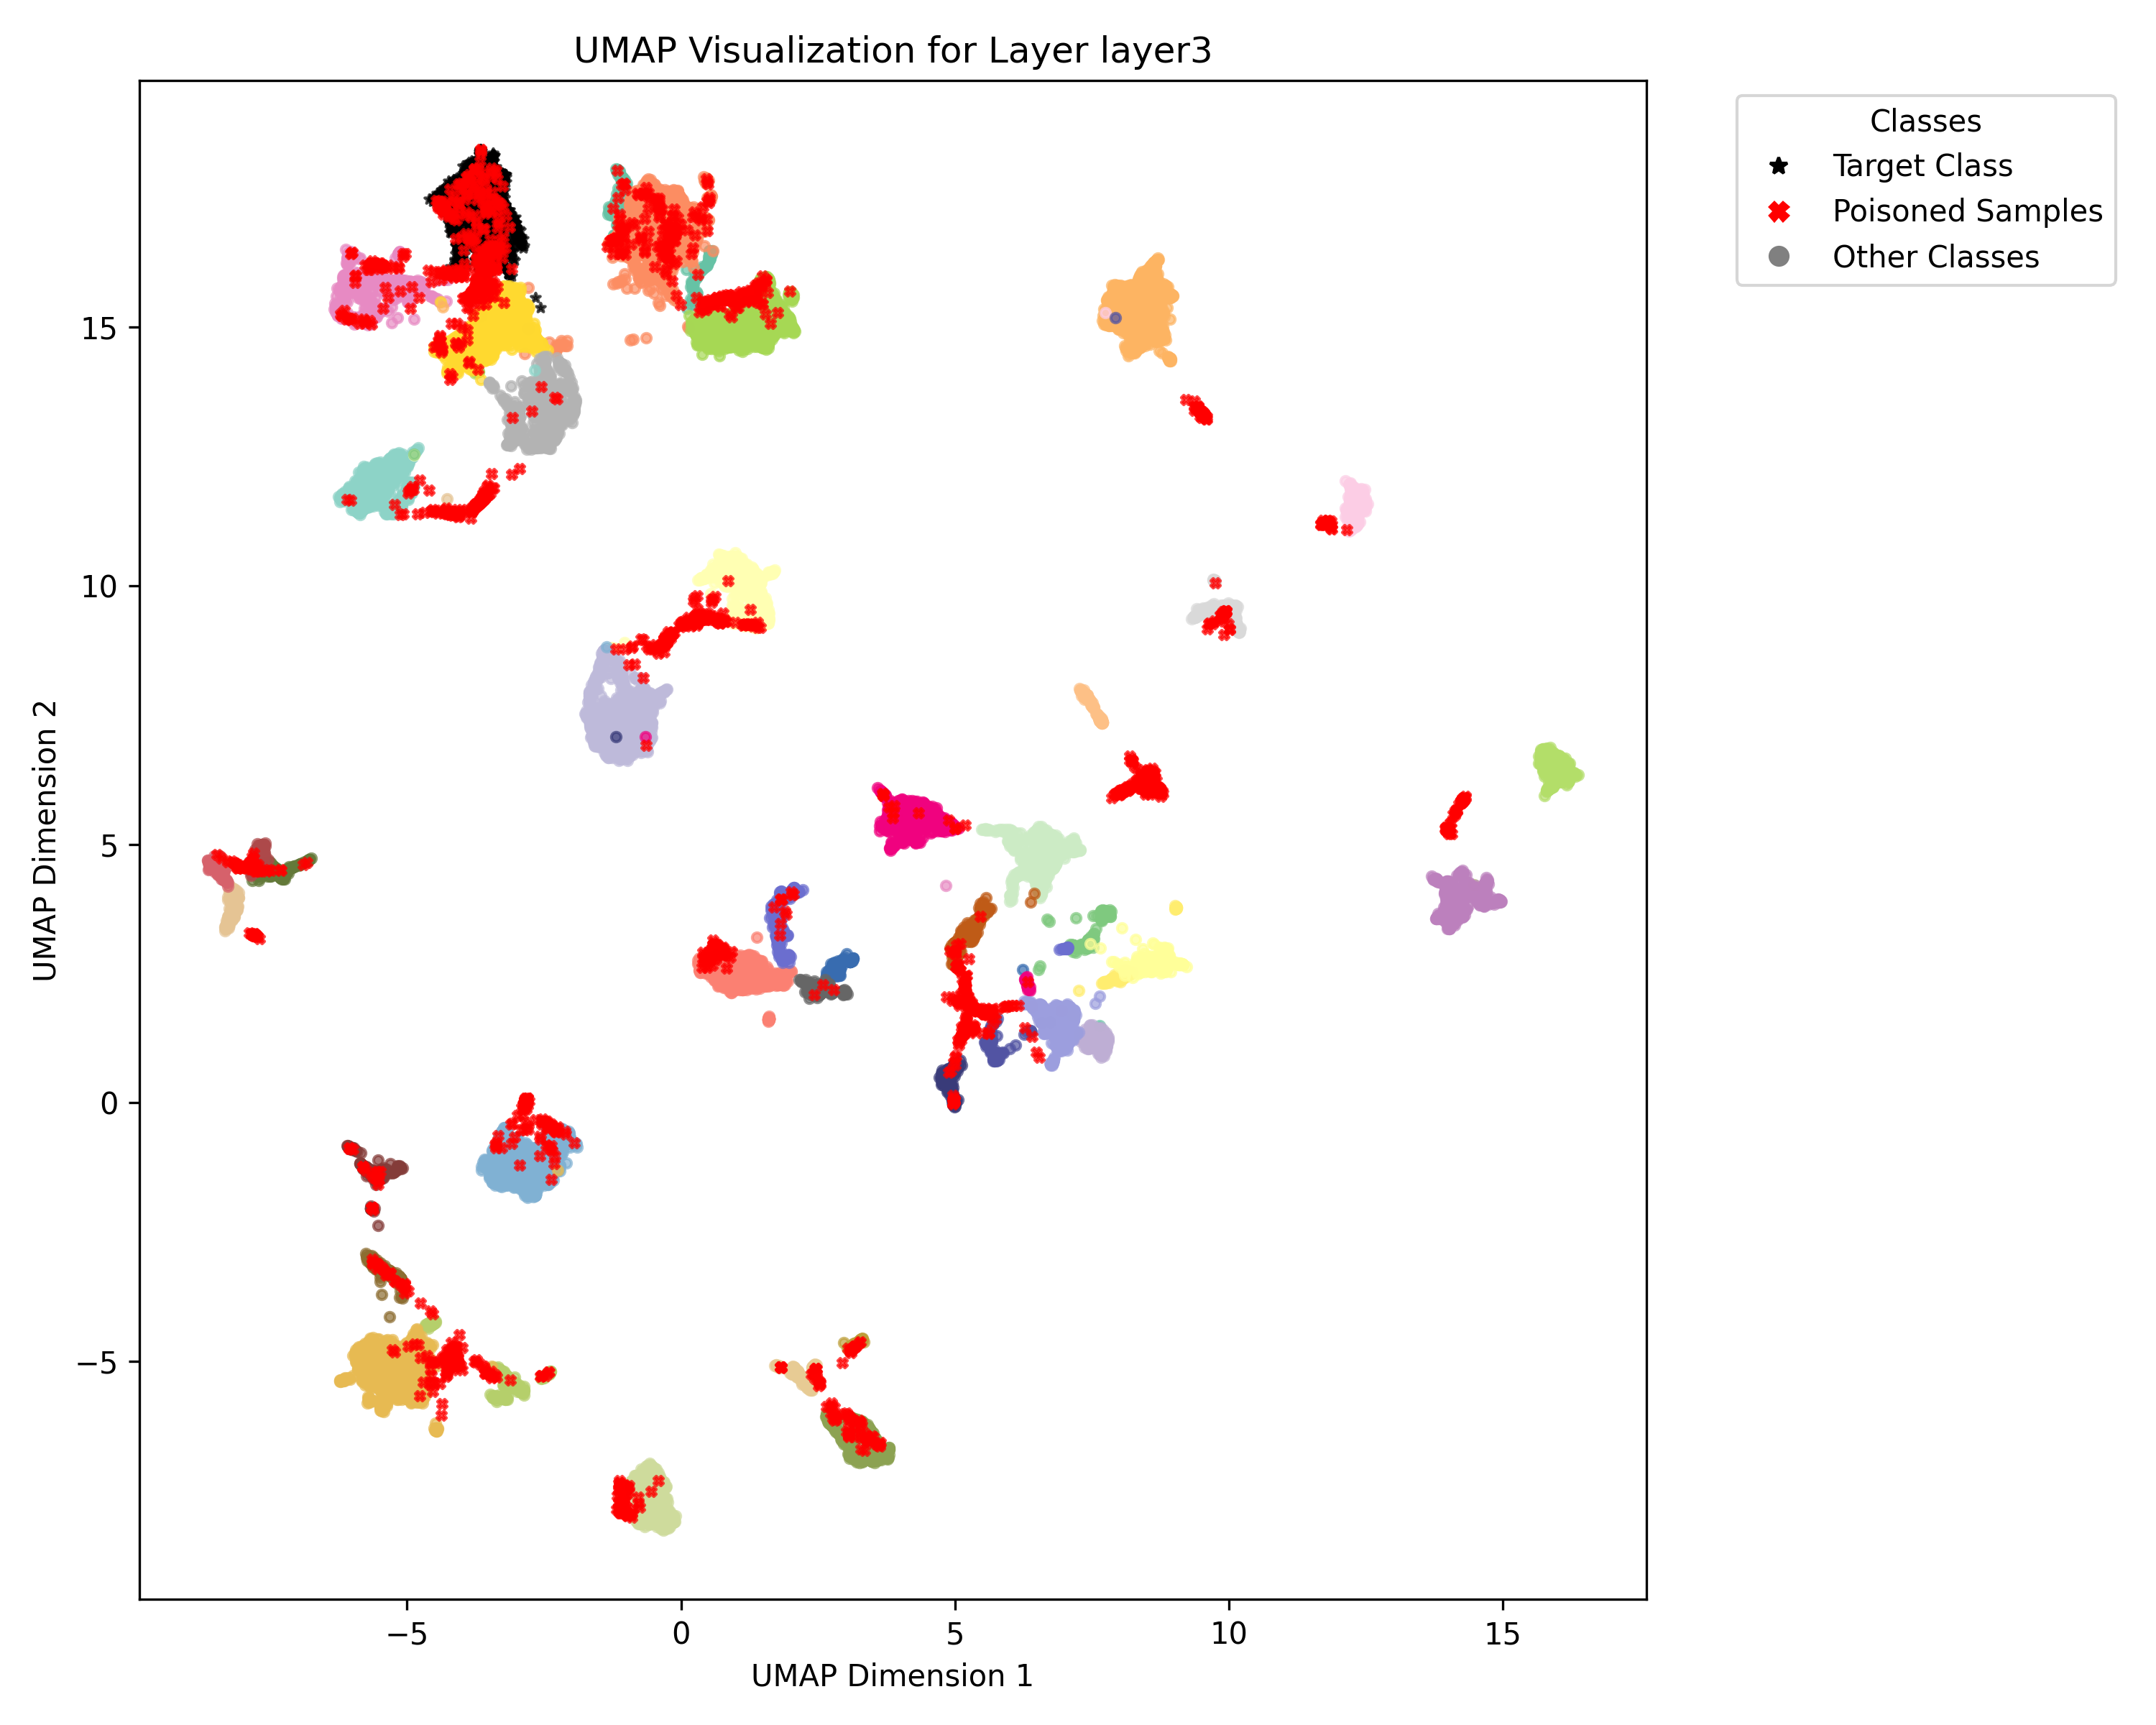 UMAP Visualization for Layer layer3
Classes
Target Class
Poisoned Samples
Other Classes
15
10
5
0
−5
−5
0
5
10
15
UMAP Dimension 1
UMAP Dimension 2